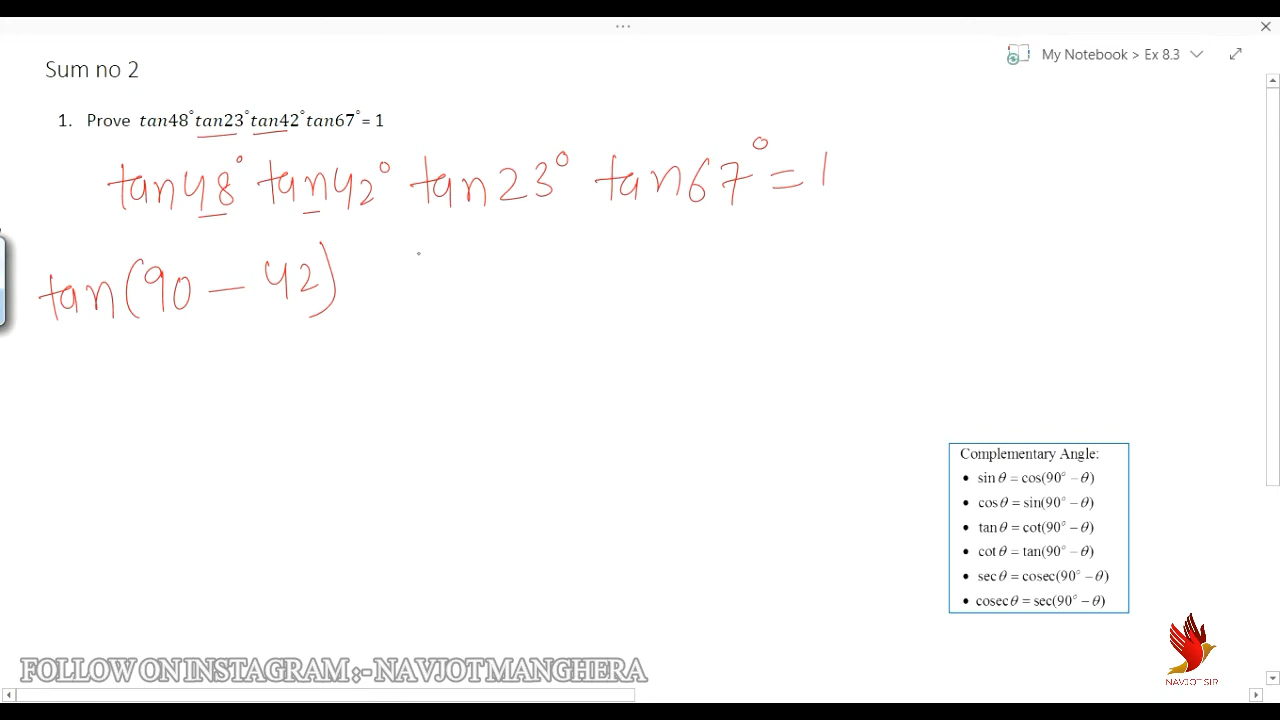 My Notebook > Ex 8.3
Sum no 2
1. Prove tan48°tan23°tan42°tan67°= 1
tan48° tan42° tan23° tan67° = 1
tan(90 – 42)
Complementary Angle:
• sin θ = cos(90° – θ)
• cos θ = sin(90° – θ)
• tan θ = cot(90° – θ)
• cot θ = tan(90° – θ)
• sec θ = cosec(90° – θ)
• cosec θ = sec(90° – θ)
FOLLOW ON INSTAGRAM :- NAVJOT MANGHERA
NAVJOT SIR